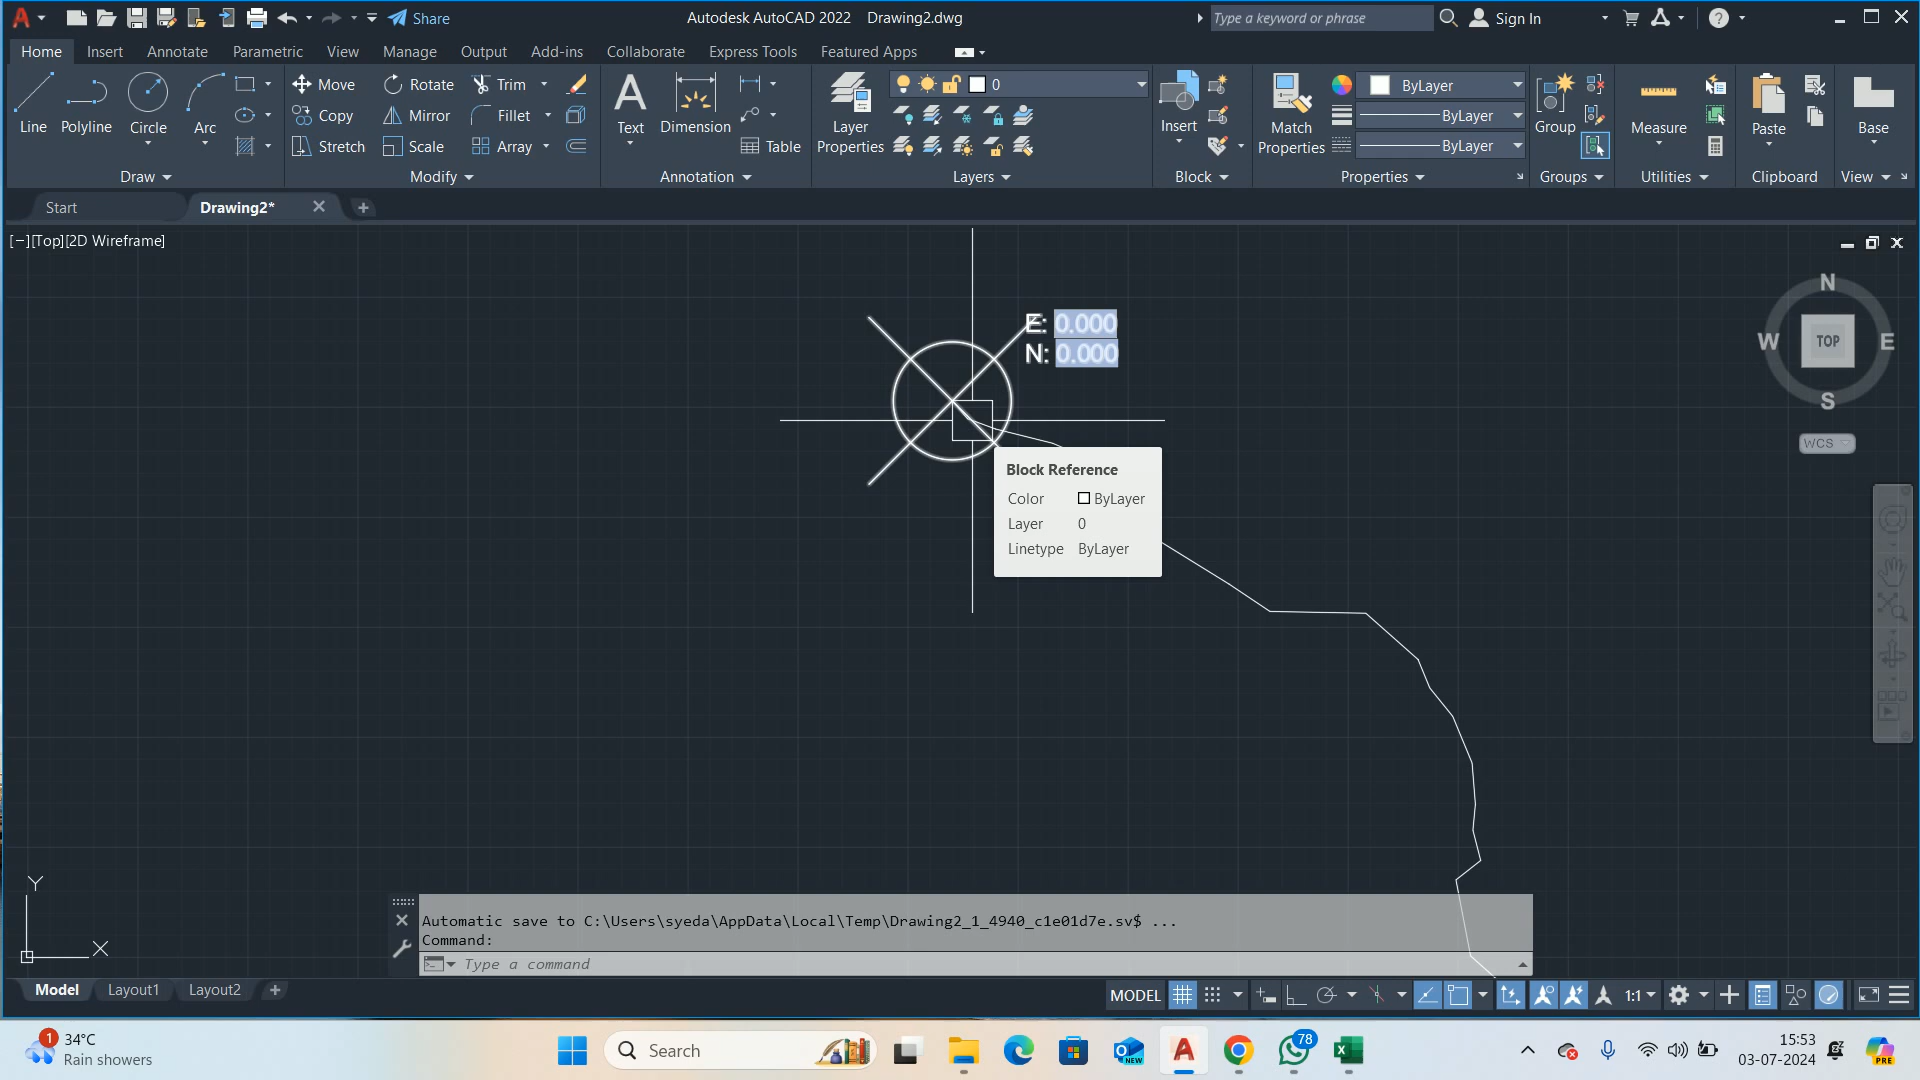 Share
Autodesk AutoCAD 2022 Drawing2.dwg
Type a keyword or phrase
Sign In
Home Insert Annotate Parametric View Manage Output Add-ins Collaborate Express Tools Featured Apps
Line Polyline Circle Arc
Draw
Move Rotate Trim
Copy Mirror Fillet
Stretch Scale Array
Modify
Text Dimension Table
Annotation
Layer Properties
0
Layers
Insert
Block
Match Properties
ByLayer
ByLayer
ByLayer
Properties
Group
Groups
Measure
Utilities
Paste
Clipboard
Base
View
Start Drawing2*
[−][Top][2D Wireframe]
E: 0.000
N: 0.000
N
W TOP E
S
WCS
Block Reference
Color ByLayer
Layer 0
Linetype ByLayer
Y
X
Automatic save to C:\Users\syeda\AppData\Local\Temp\Drawing2_1_4940_c1e01d7e.sv$ ...
Command:
Type a command
Model Layout1 Layout2
MODEL
1:1
1
34°C
Rain showers
Search
NEW
78
15:53
03-07-2024
PRE